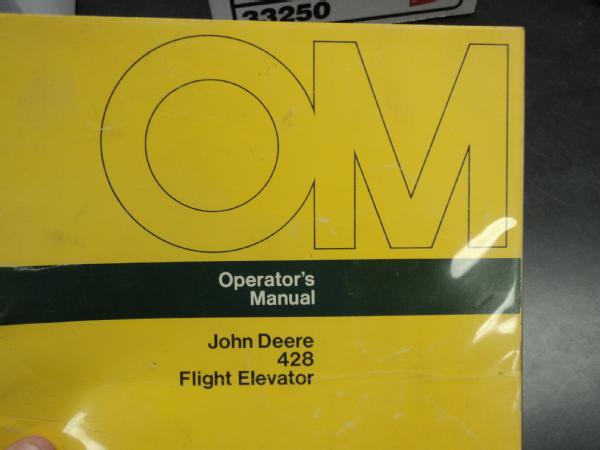 33250
OM
Operator's
Manual
John Deere
428
Flight Elevator